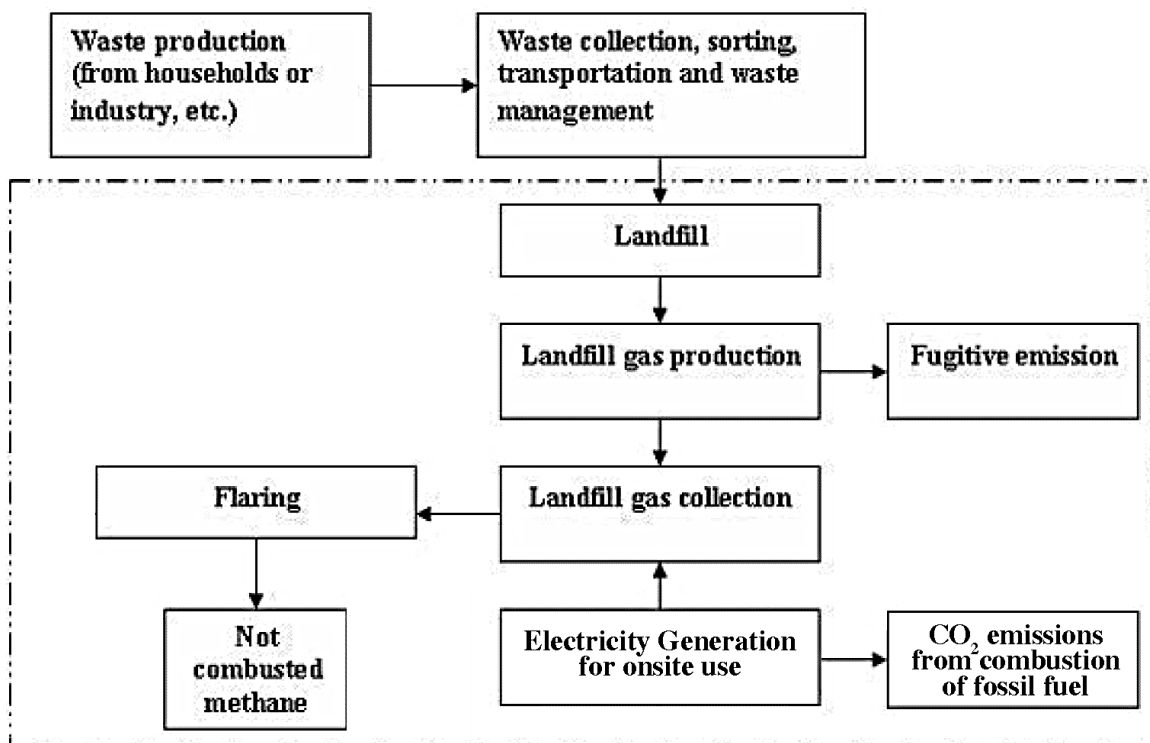 Waste production
(from households or
industry, etc.)
Waste collection, sorting,
transportation and waste
management
Landfill
Landfill gas production
Fugitive emission
Flaring
Landfill gas collection
Not
combusted
methane
Electricity Generation
for onsite use
CO₂ emissions
from combustion
of fossil fuel